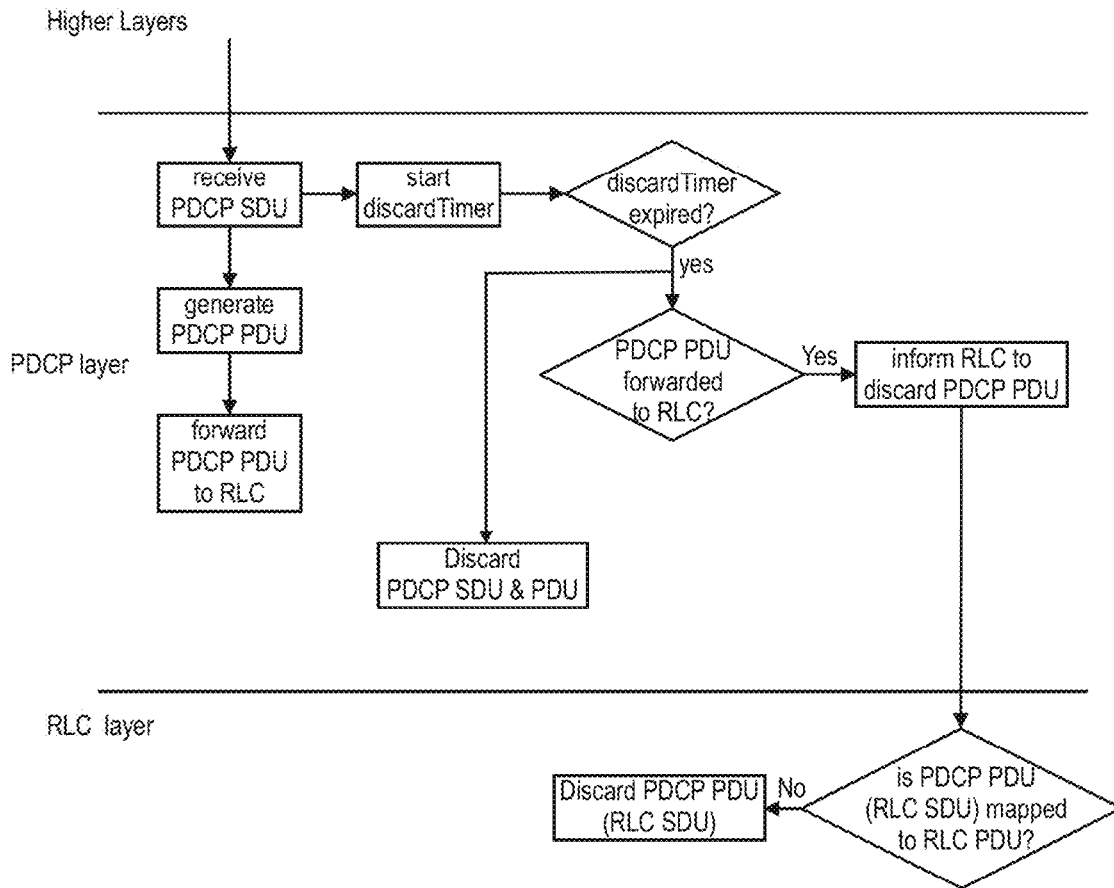 Higher Layers
receive
PDCP SDU
start
discardTimer
discardTimer
expired?
yes
generate
PDCP PDU
PDCP layer
PDCP PDU
forwarded
to RLC?
Yes
inform RLC to
discard PDCP PDU
forward
PDCP PDU
to RLC
Discard
PDCP SDU & PDU
RLC layer
is PDCP PDU
(RLC SDU) mapped
to RLC PDU?
No
Discard PDCP PDU
(RLC SDU)